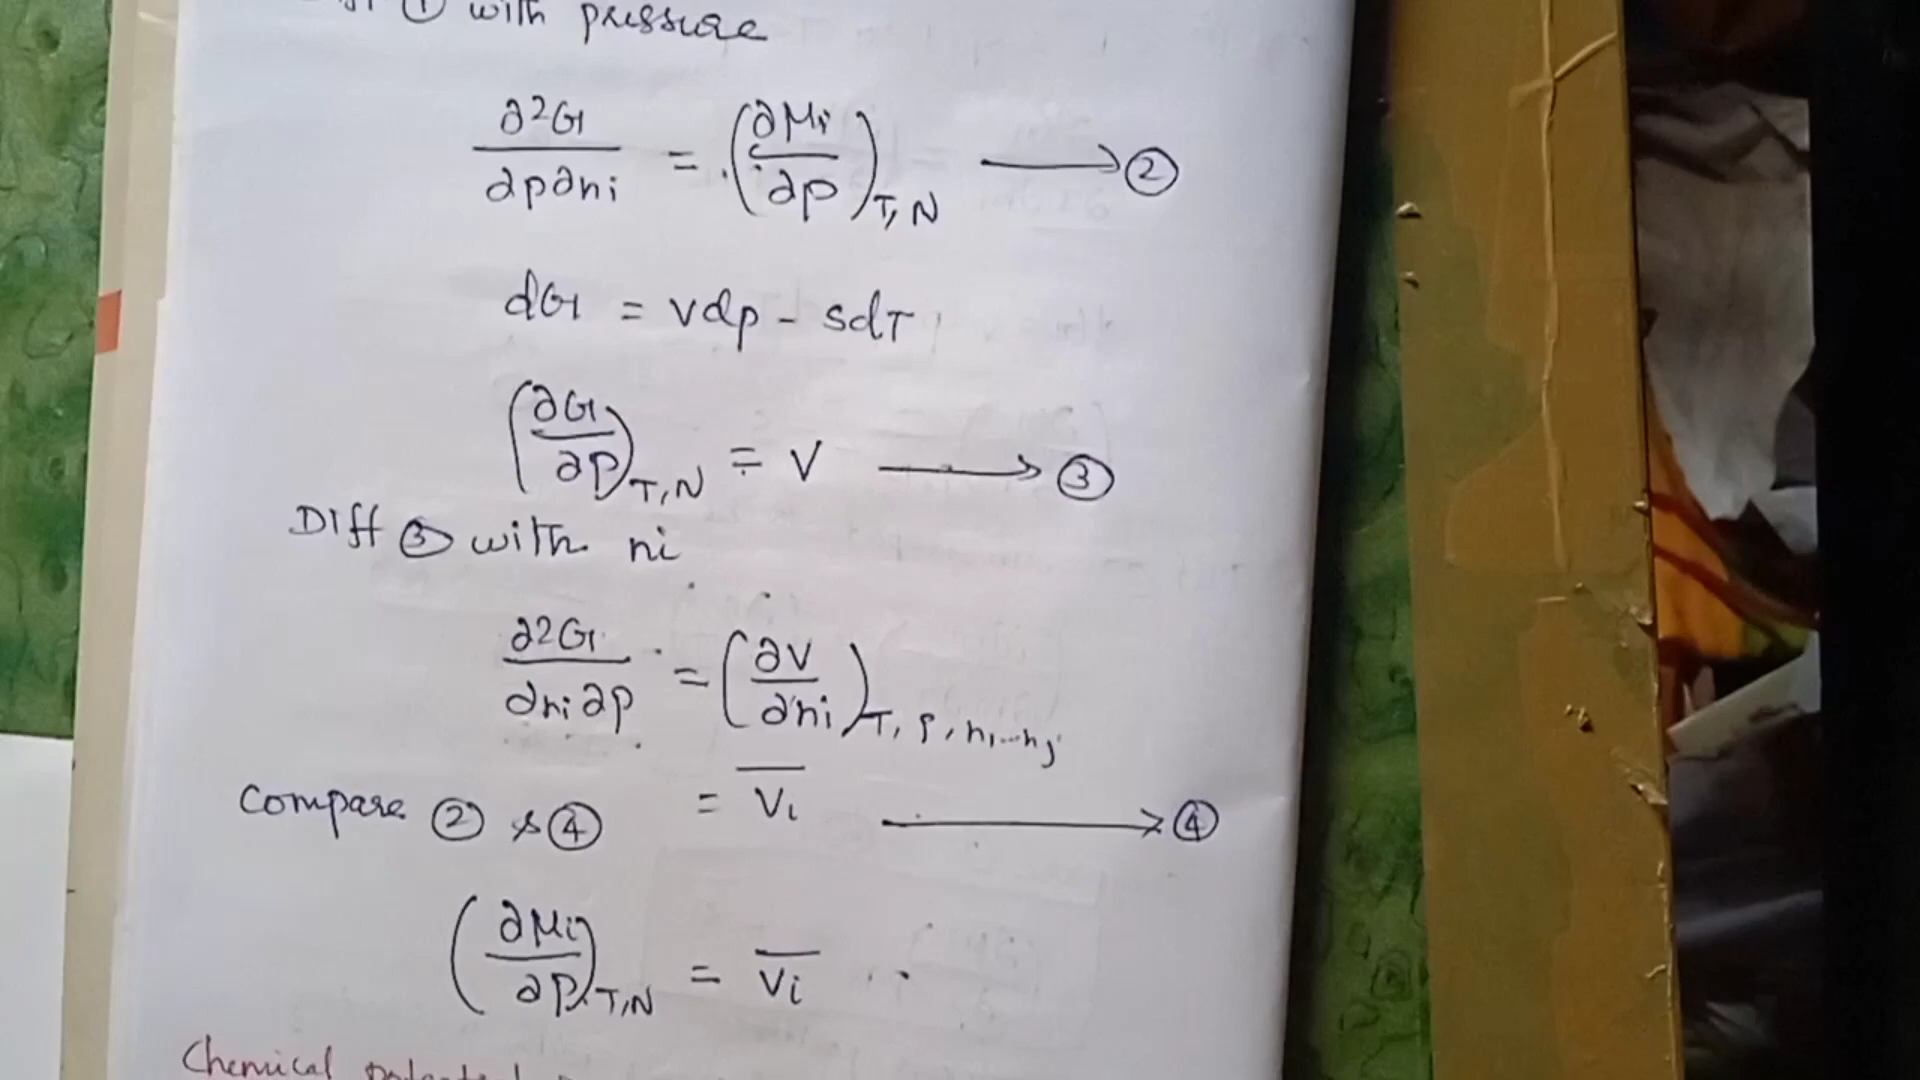 ① with pressure
∂²G / ∂p∂ni = (∂μi / ∂p)T,N → ②
dG = vdp - sdT
(∂G / ∂p)T,N = V → ③
Diff ③ with ni
∂²G / ∂ni∂p = (∂V / ∂ni)T,P,n1...nj
= V̅i → ④
Compare ② & ④
(∂μi / ∂p)T,N = V̅i
Chemical